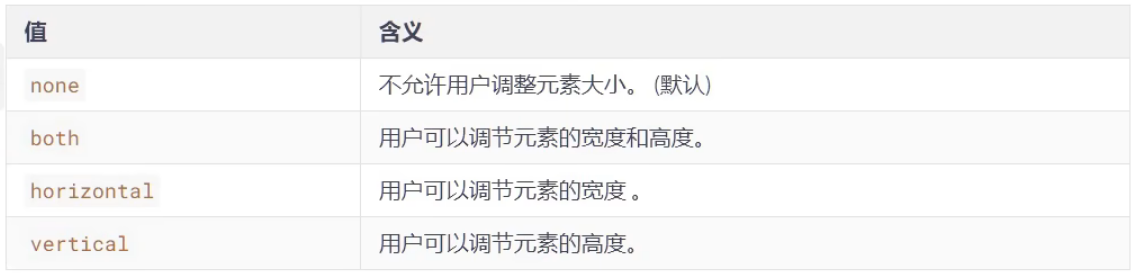 值 含义
none 不允许用户调整元素大小。 (默认)
both 用户可以调节元素的宽度和高度。
horizontal 用户可以调节元素的宽度 。
vertical 用户可以调节元素的高度。